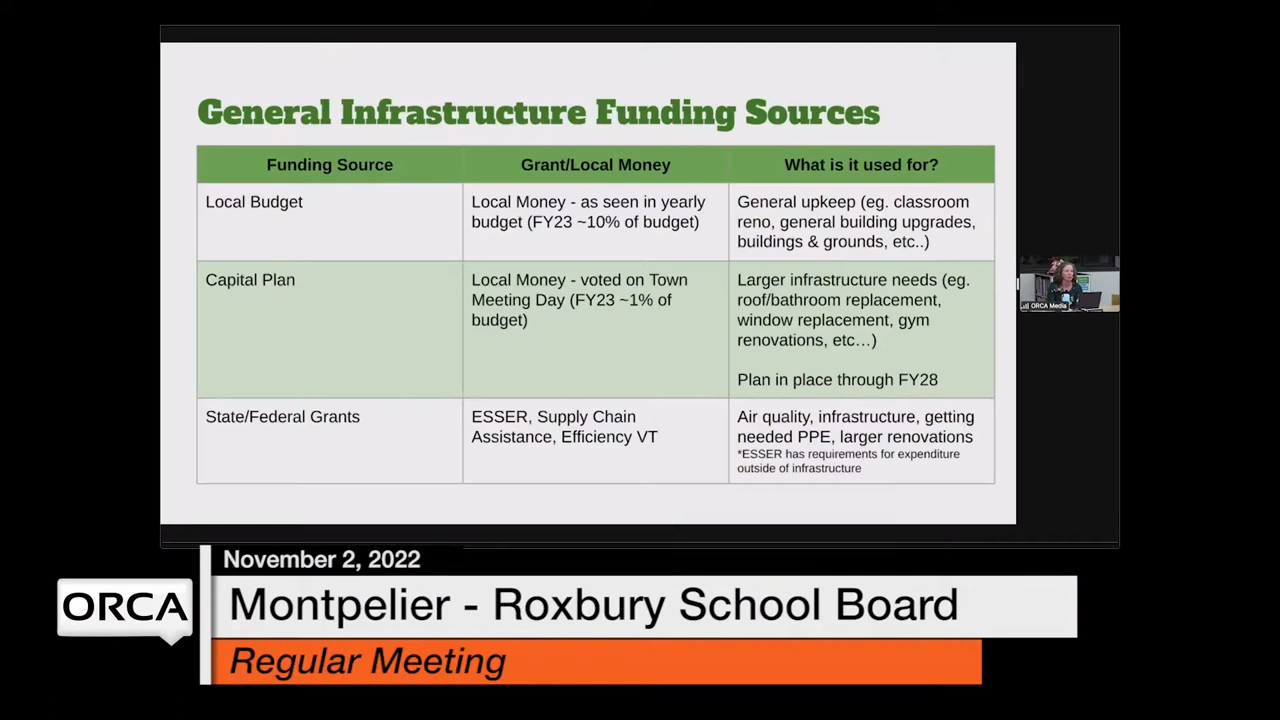 General Infrastructure Funding Sources
Funding Source
Grant/Local Money
What is it used for?
Local Budget
Local Money - as seen in yearly
budget (FY23 ~10% of budget)
General upkeep (eg. classroom
reno, general building upgrades,
buildings & grounds, etc..)
Capital Plan
Local Money - voted on Town
Meeting Day (FY23 ~1% of
budget)
Larger infrastructure needs (eg.
roof/bathroom replacement,
window replacement, gym
renovations, etc…)
Plan in place through FY28
State/Federal Grants
ESSER, Supply Chain
Assistance, Efficiency VT
Air quality, infrastructure, getting
needed PPE, larger renovations
*ESSER has requirements for expenditure
outside of infrastructure
ORCA Media
November 2, 2022
ORCA
Montpelier - Roxbury School Board
Regular Meeting